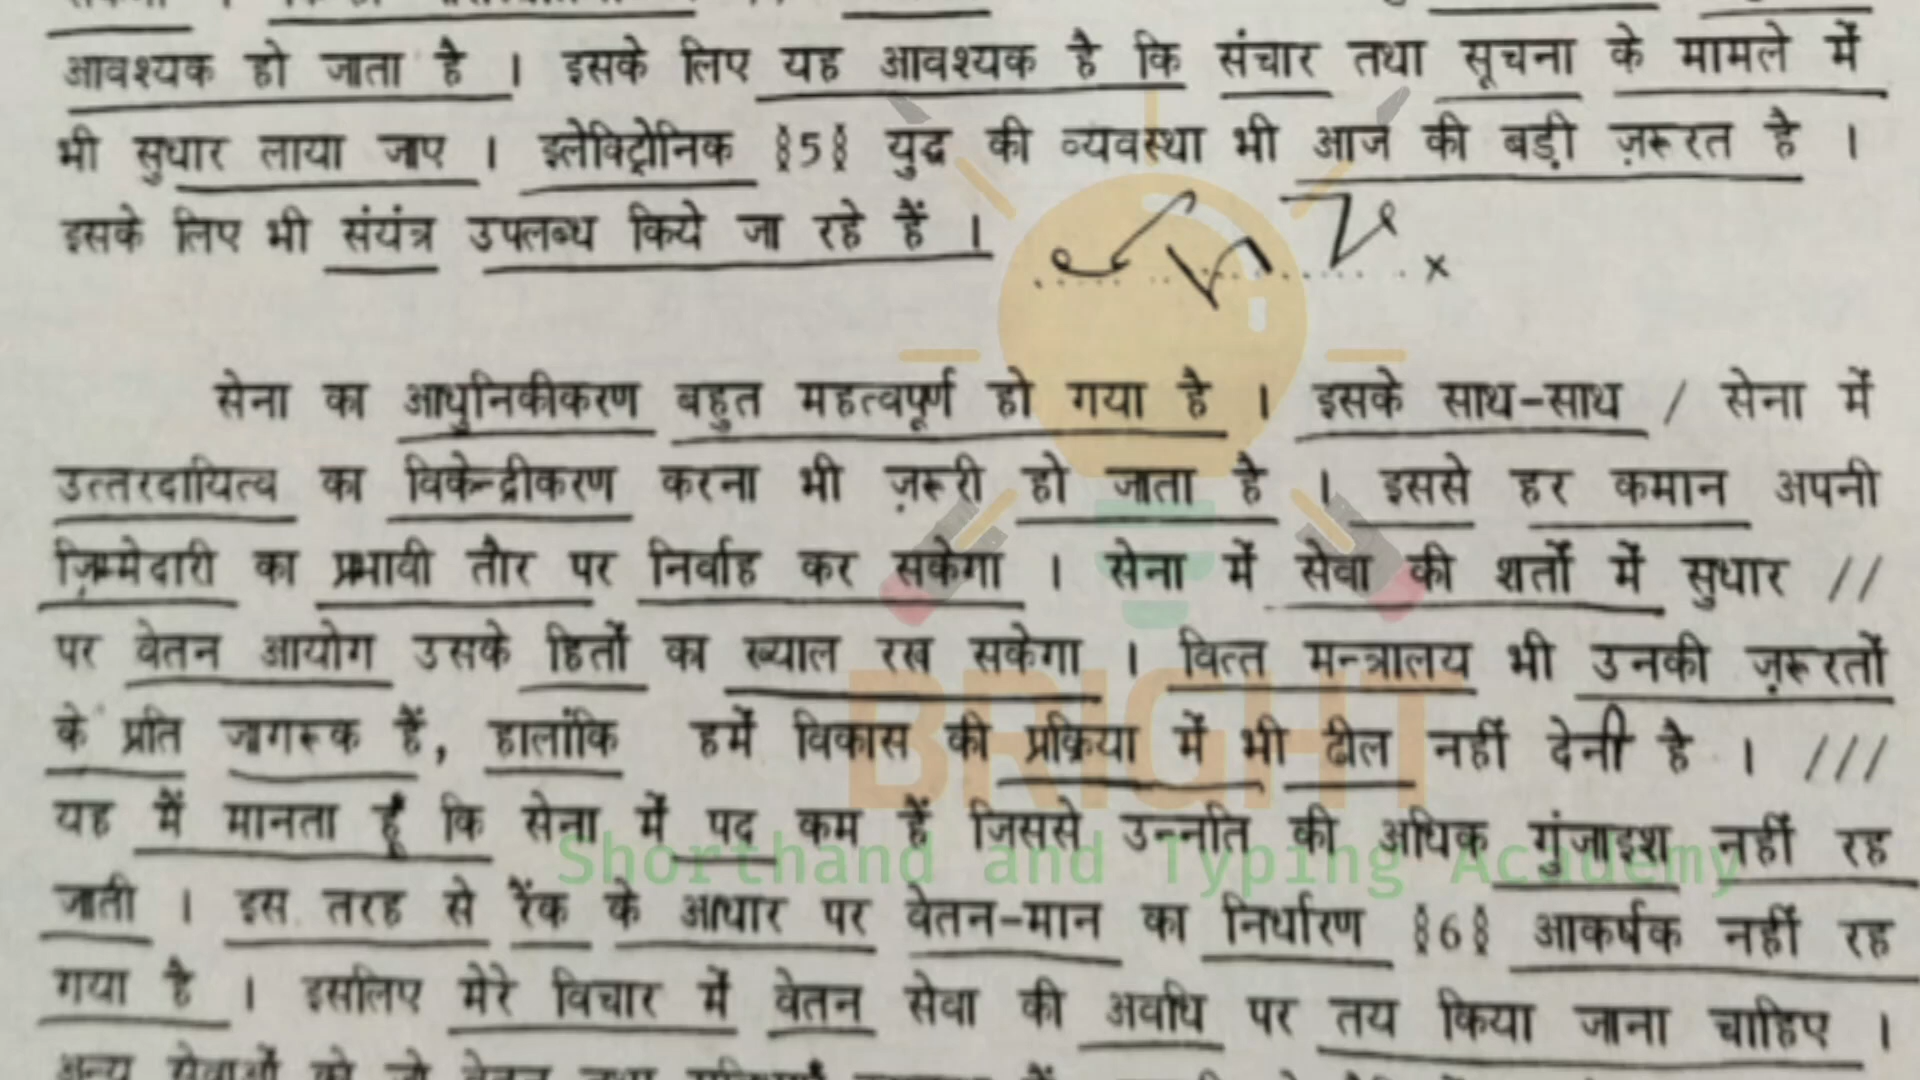 आवश्यक हो जाता है । इसके लिए यह आवश्यक है कि संचार तथा सूचना के मामले में
भी सुधार लाया जाए । इलेक्ट्रोनिक §5§ युद्ध की व्यवस्था भी आज की बड़ी ज़रूरत है ।
इसके लिए भी संयंत्र उपलब्ध किये जा रहे हैं ।
सेना का आधुनिकीकरण बहुत महत्वपूर्ण हो गया है । इसके साथ-साथ / सेना में
उत्तरदायित्व का विकेन्द्रीकरण करना भी ज़रूरी हो जाता है । इससे हर कमान अपनी
ज़िम्मेदारी का प्रभावी तौर पर निर्वाह कर सकेगा । सेना में सेवा की शर्तों में सुधार //
पर वेतन आयोग उसके हितों का ख्याल रख सकेगा । वित्त मन्त्रालय भी उनकी ज़रूरतों
के प्रति जागरूक हैं, हालांकि हमें विकास की प्रक्रिया में भी ढील नहीं देनी है । ///
यह मैं मानता हूँ कि सेना में पद कम हैं जिससे उन्नति की अधिक गुंजाइश नहीं रह
जाती । इस तरह से रैंक के आधार पर वेतन-मान का निर्धारण §6§ आकर्षक नहीं रह
गया है । इसलिए मेरे विचार में वेतन सेवा की अवधि पर तय किया जाना चाहिए ।
BRIGHT
Shorthand and Typing Academy